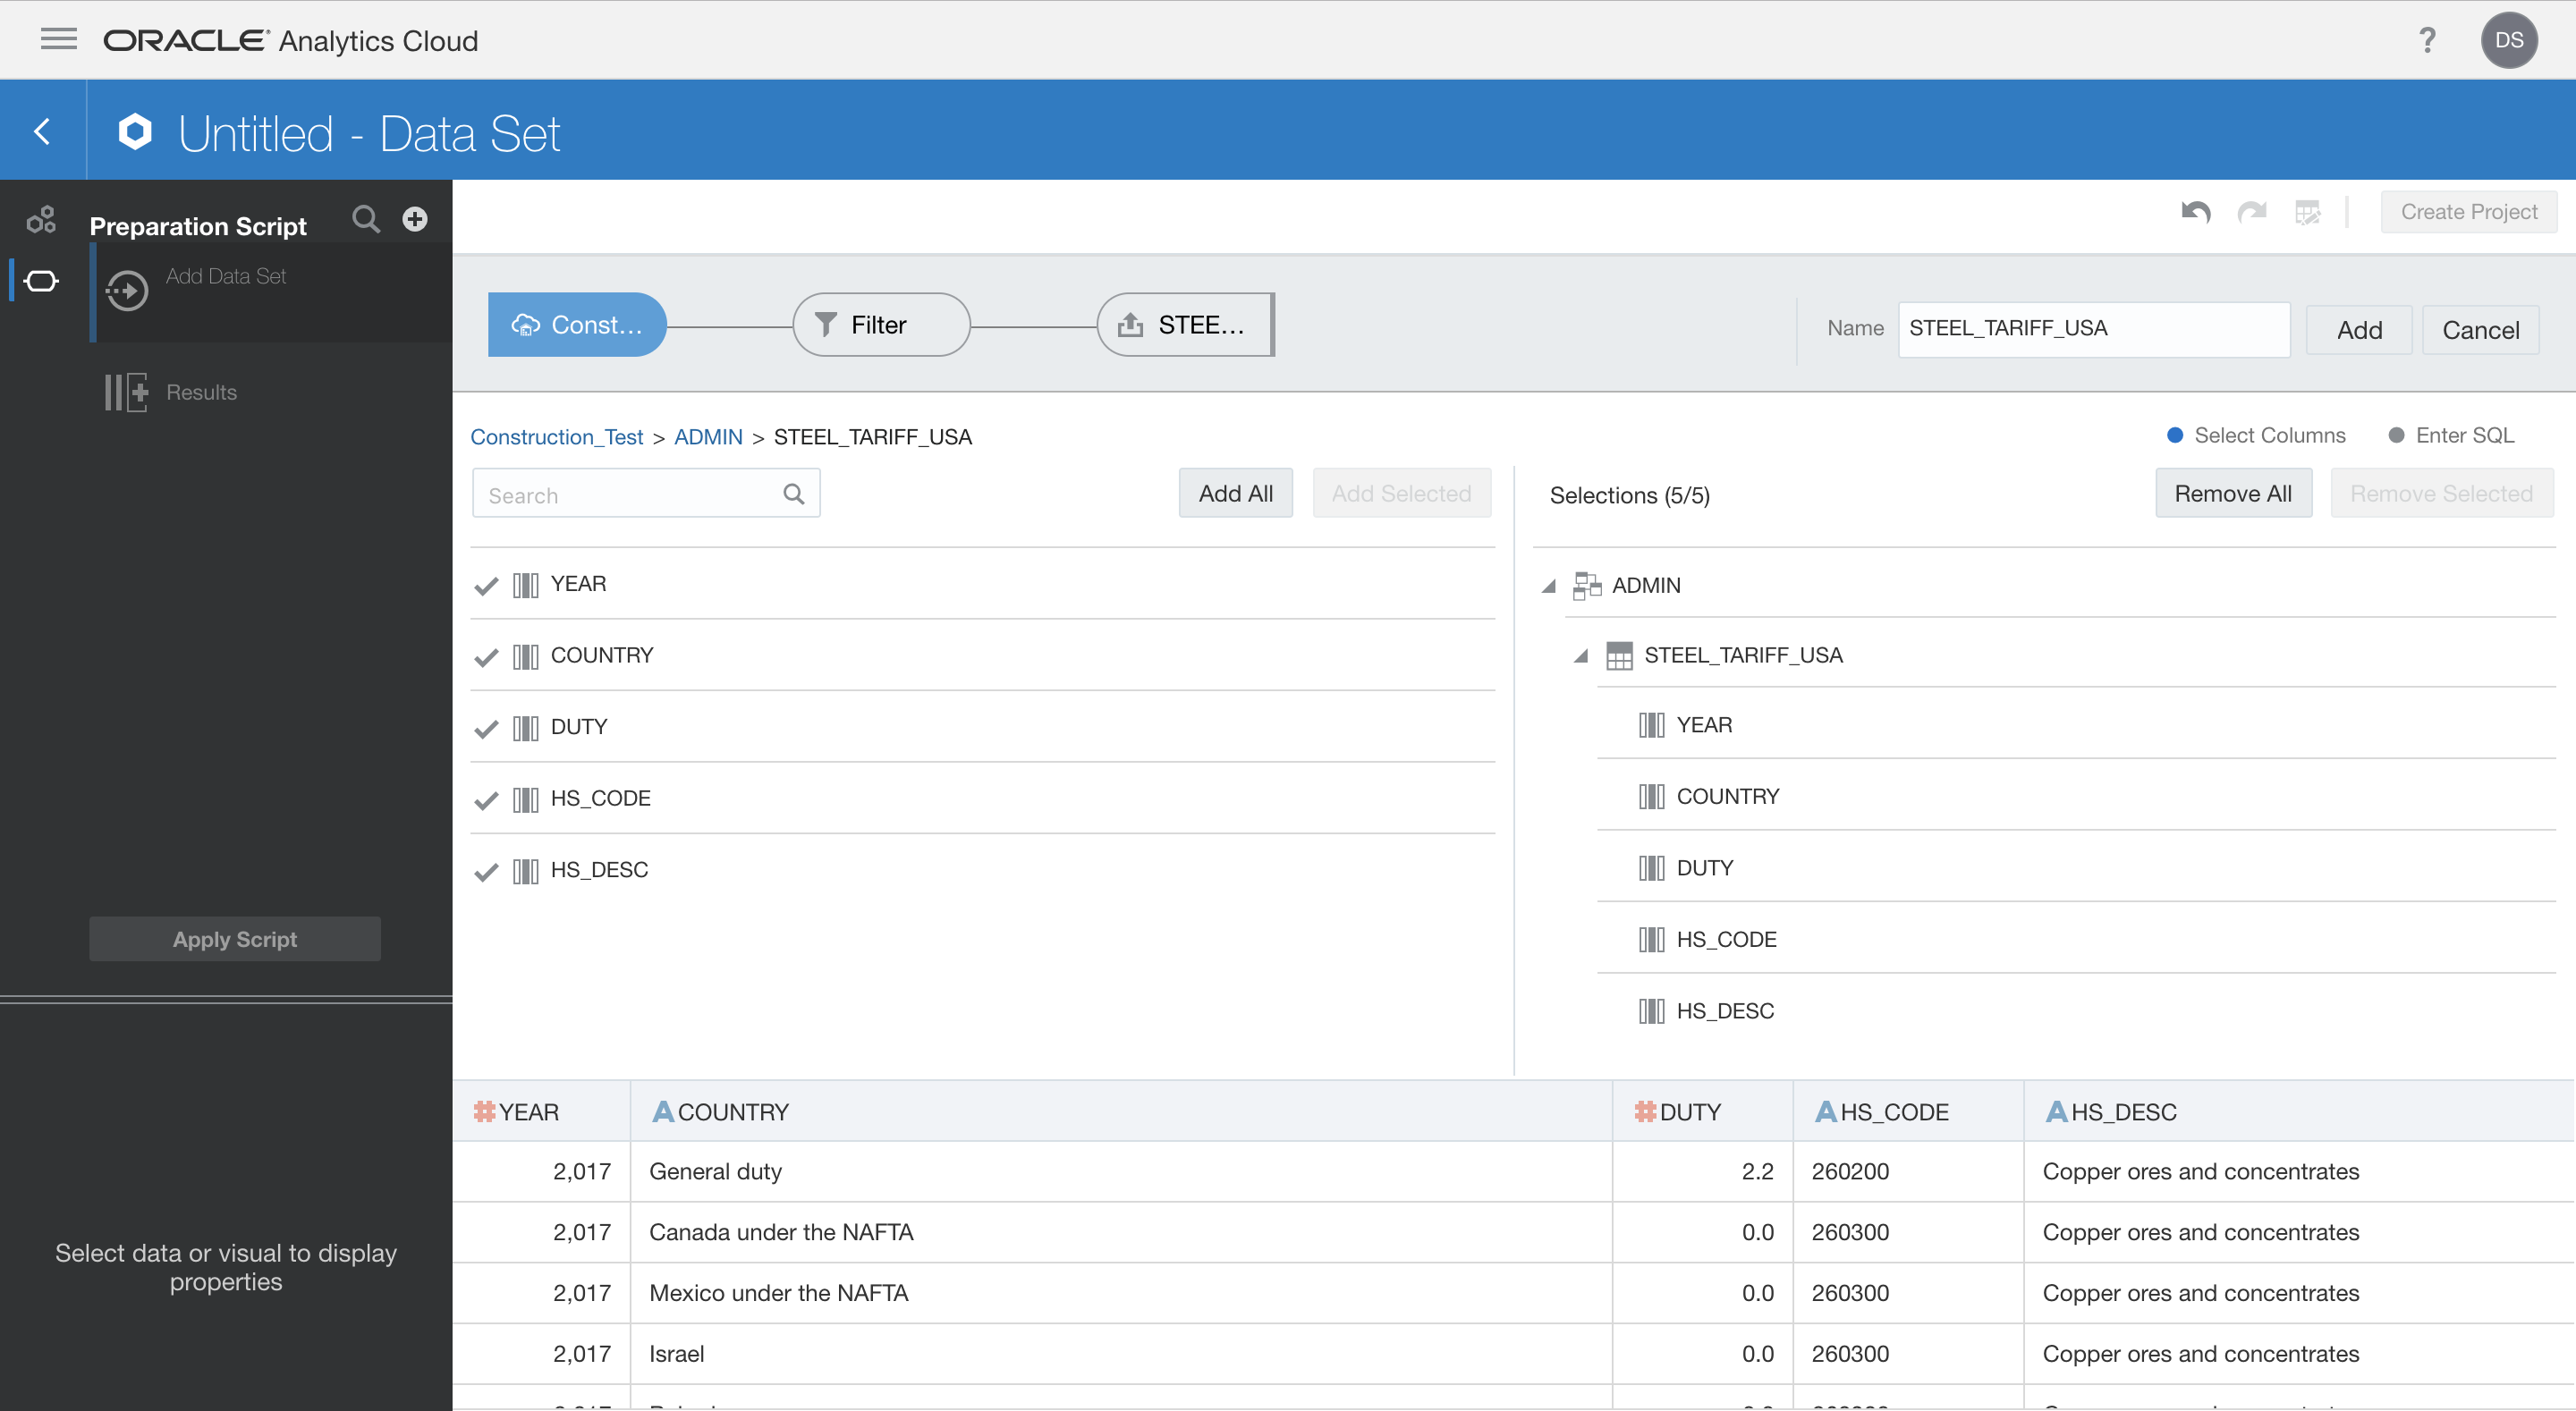 ORACLE® Analytics Cloud
?
DS
Untitled - Data Set
Preparation Script
Add Data Set
Results
Apply Script
Select data or visual to display
properties
Create Project
Const...
Filter
STEE...
Name
STEEL_TARIFF_USA
Add
Cancel
Construction_Test > ADMIN > STEEL_TARIFF_USA
Select Columns
Enter SQL
Search
Add All
Add Selected
Selections (5/5)
Remove All
Remove Selected
YEAR
COUNTRY
DUTY
HS_CODE
HS_DESC
ADMIN
STEEL_TARIFF_USA
YEAR
COUNTRY
DUTY
HS_CODE
HS_DESC
# YEAR A COUNTRY # DUTY A HS_CODE A HS_DESC
2,017 General duty 2.2 260200 Copper ores and concentrates
2,017 Canada under the NAFTA 0.0 260300 Copper ores and concentrates
2,017 Mexico under the NAFTA 0.0 260300 Copper ores and concentrates
2,017 Israel 0.0 260300 Copper ores and concentrates